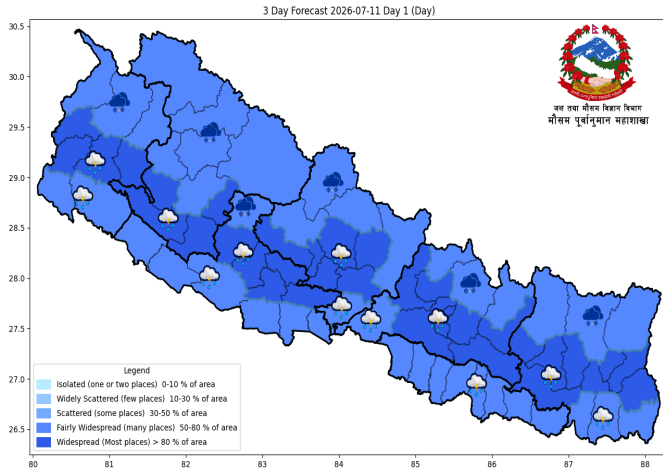 3 Day Forecast 2026-07-11 Day 1 (Day)
30.5
30.0
29.5
29.0
28.5
28.0
27.5
27.0
26.5
जल तथा मौसम विज्ञान विभाग
मौसम पूर्वानुमान महाशाखा
Legend
Isolated (one or two places) 0-10 % of area
Widely Scattered (few places) 10-30 % of area
Scattered (some places) 30-50 % of area
Fairly Widespread (many places) 50-80 % of area
Widespread (Most places) > 80 % of area
80 81 82 83 84 85 86 87 88